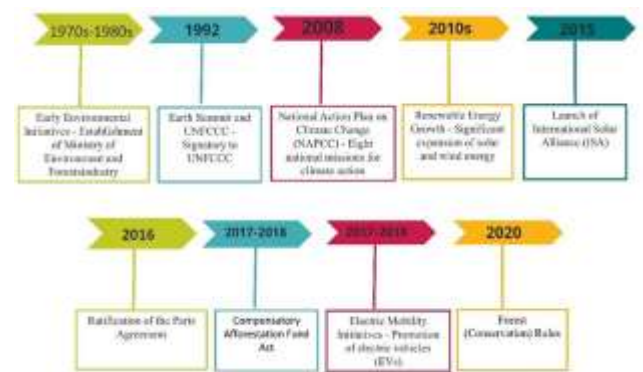 1970s-1980s
1992
2008
2010s
2015
Early Environmental
Initiatives - Establishment
of Ministry of
Environment and
Forestsindustry
Earth Summit and
UNFCCC -
Signatory to
UNFCCC
National Action Plan on
Climate Change
(NAPCC) - Eight
national missions for
climate action
Renewable Energy
Growth - Significant
expansion of solar
and wind energy
Launch of
International Solar
Alliance (ISA)
2016
2017-2018
2017-2018
2020
Ratification of the Paris
Agreement
Compensatory
Afforestation Fund
Act
Electric Mobility
Initiatives - Promotion
of electric vehicles
(EVs)
Forest
(Conservation) Rules